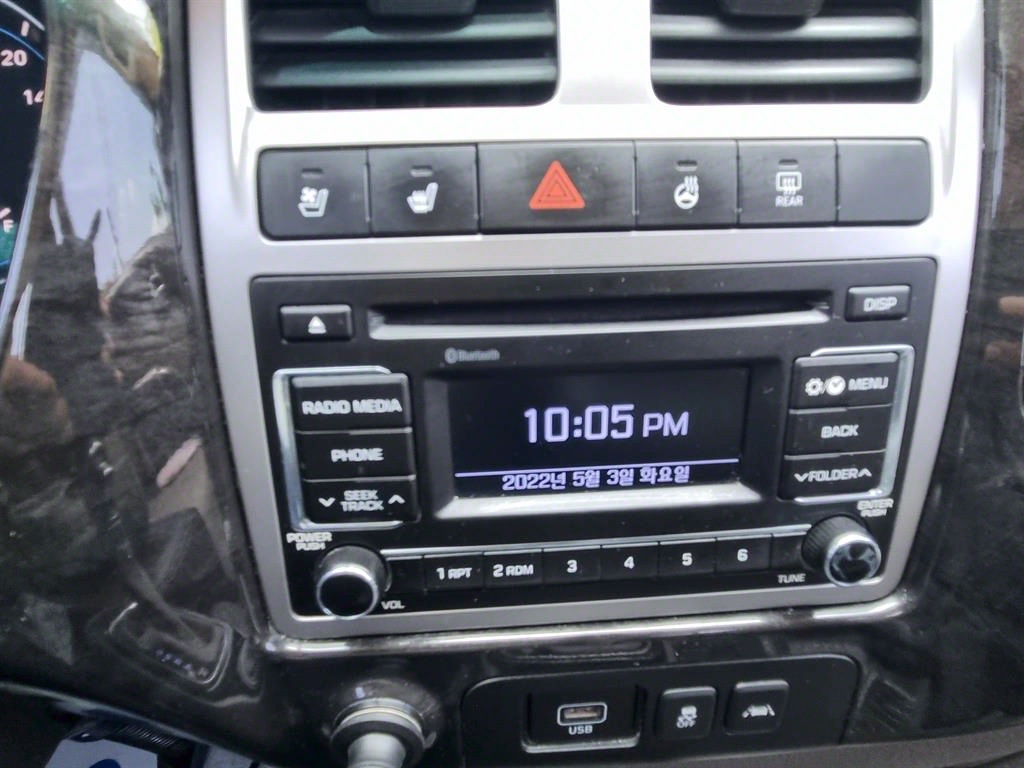 20
14
F
REAR
DISP
Bluetooth
RADIO MEDIA
MENU
10:05 PM
PHONE
BACK
SEEK
TRACK
FOLDER
2022년 5월 3일 화요일
POWER
PUSH
ENTER
PUSH
1 RPT
2 RDM
3
4
5
6
VOL
TUNE
USB
OFF